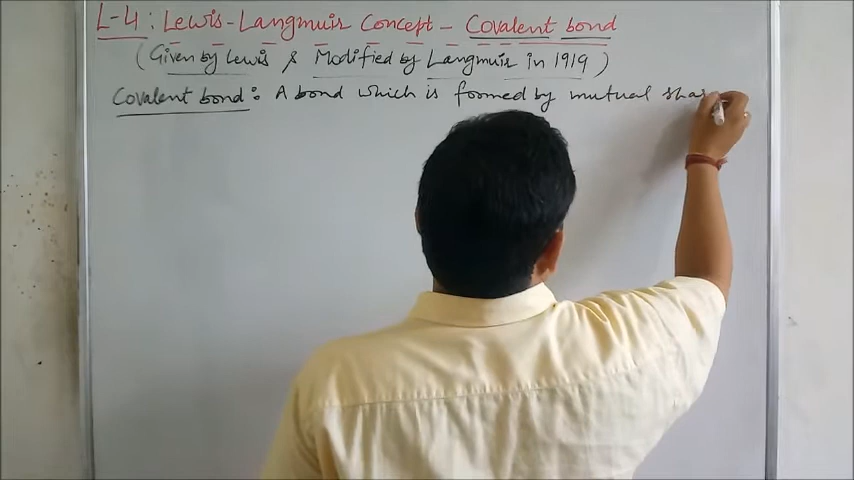 L-4: Lewis-Langmuir Concept - Covalent bond
(Given by Lewis & Modified by Langmuir in 1919)
Covalent bond: A bond which is formed by mutual shar